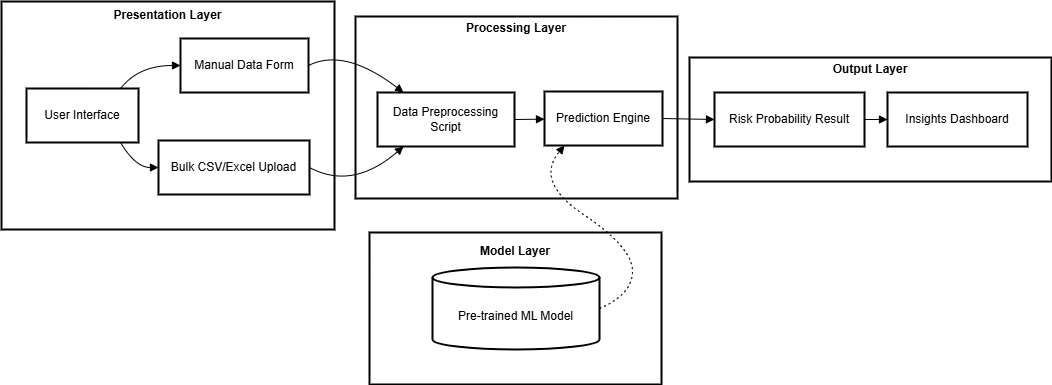 Presentation Layer
User Interface
Manual Data Form
Bulk CSV/Excel Upload
Processing Layer
Data Preprocessing
Script
Prediction Engine
Output Layer
Risk Probability Result
Insights Dashboard
Model Layer
Pre-trained ML Model